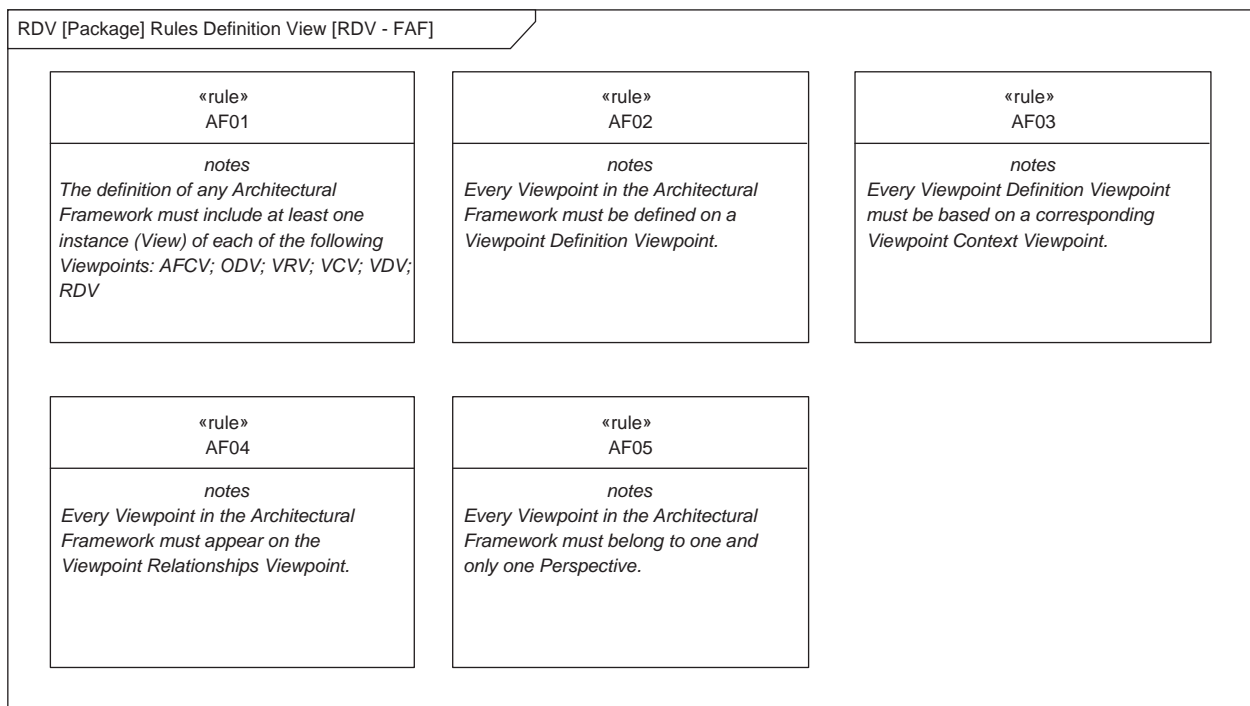 RDV [Package] Rules Definition View [RDV - FAF]
«rule»
AF01
notes
The definition of any Architectural
Framework must include at least one
instance (View) of each of the following
Viewpoints: AFCV; ODV; VRV; VCV; VDV;
RDV
«rule»
AF02
notes
Every Viewpoint in the Architectural
Framework must be defined on a
Viewpoint Definition Viewpoint.
«rule»
AF03
notes
Every Viewpoint Definition Viewpoint
must be based on a corresponding
Viewpoint Context Viewpoint.
«rule»
AF04
notes
Every Viewpoint in the Architectural
Framework must appear on the
Viewpoint Relationships Viewpoint.
«rule»
AF05
notes
Every Viewpoint in the Architectural
Framework must belong to one and
only one Perspective.